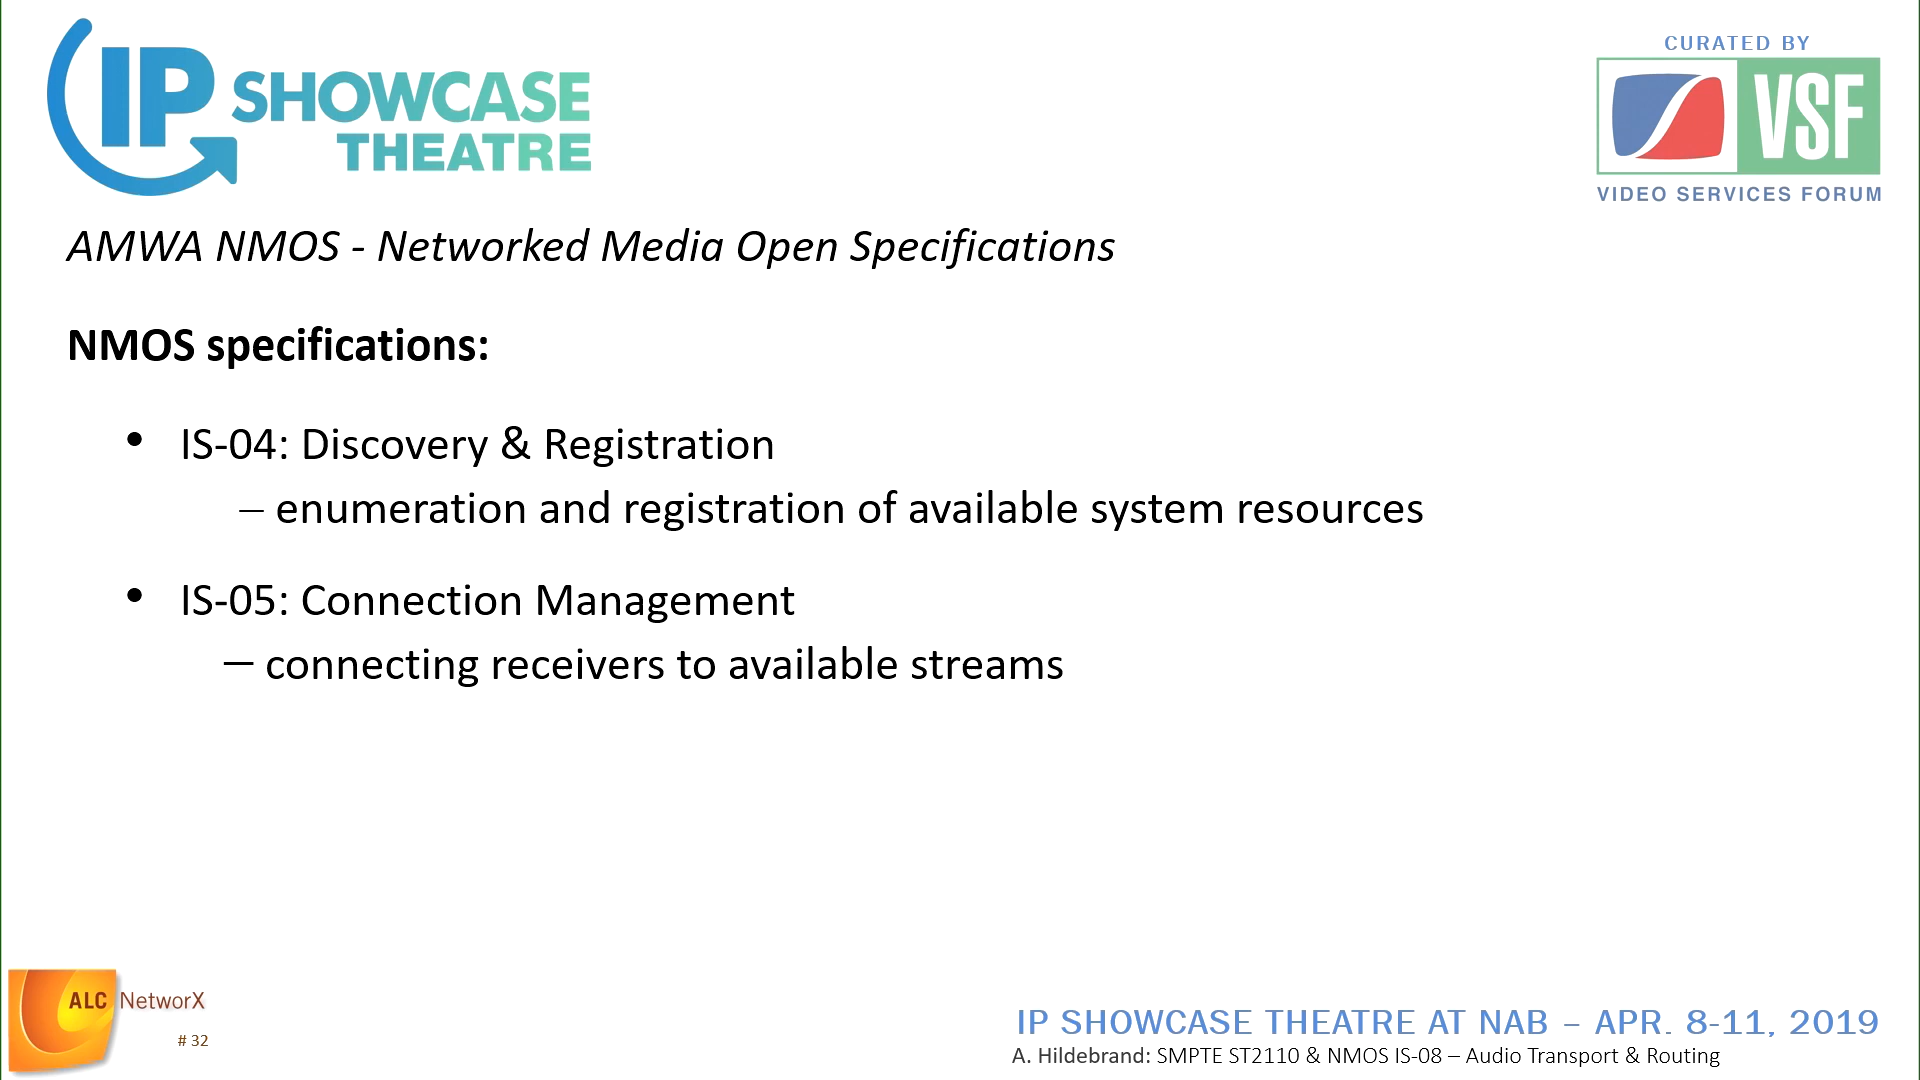 IP SHOWCASE
THEATRE
CURATED BY
VSF
VIDEO SERVICES FORUM
AMWA NMOS - Networked Media Open Specifications
NMOS specifications:
• IS-04: Discovery & Registration
– enumeration and registration of available system resources
• IS-05: Connection Management
– connecting receivers to available streams
ALC NetworX
# 32
IP SHOWCASE THEATRE AT NAB – APR. 8-11, 2019
A. Hildebrand: SMPTE ST2110 & NMOS IS-08 – Audio Transport & Routing